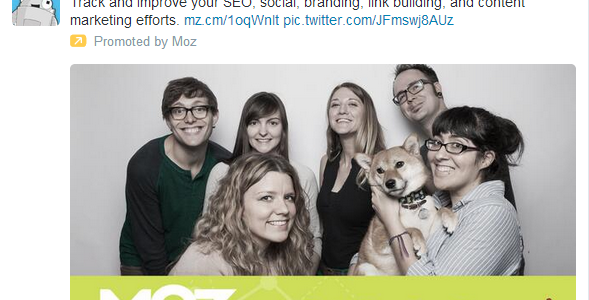 Track and improve your SEO, social, branding, link building, and content
marketing efforts. mz.cm/1oqWnlt pic.twitter.com/JFmswj8AUz
Promoted by Moz
MOZ